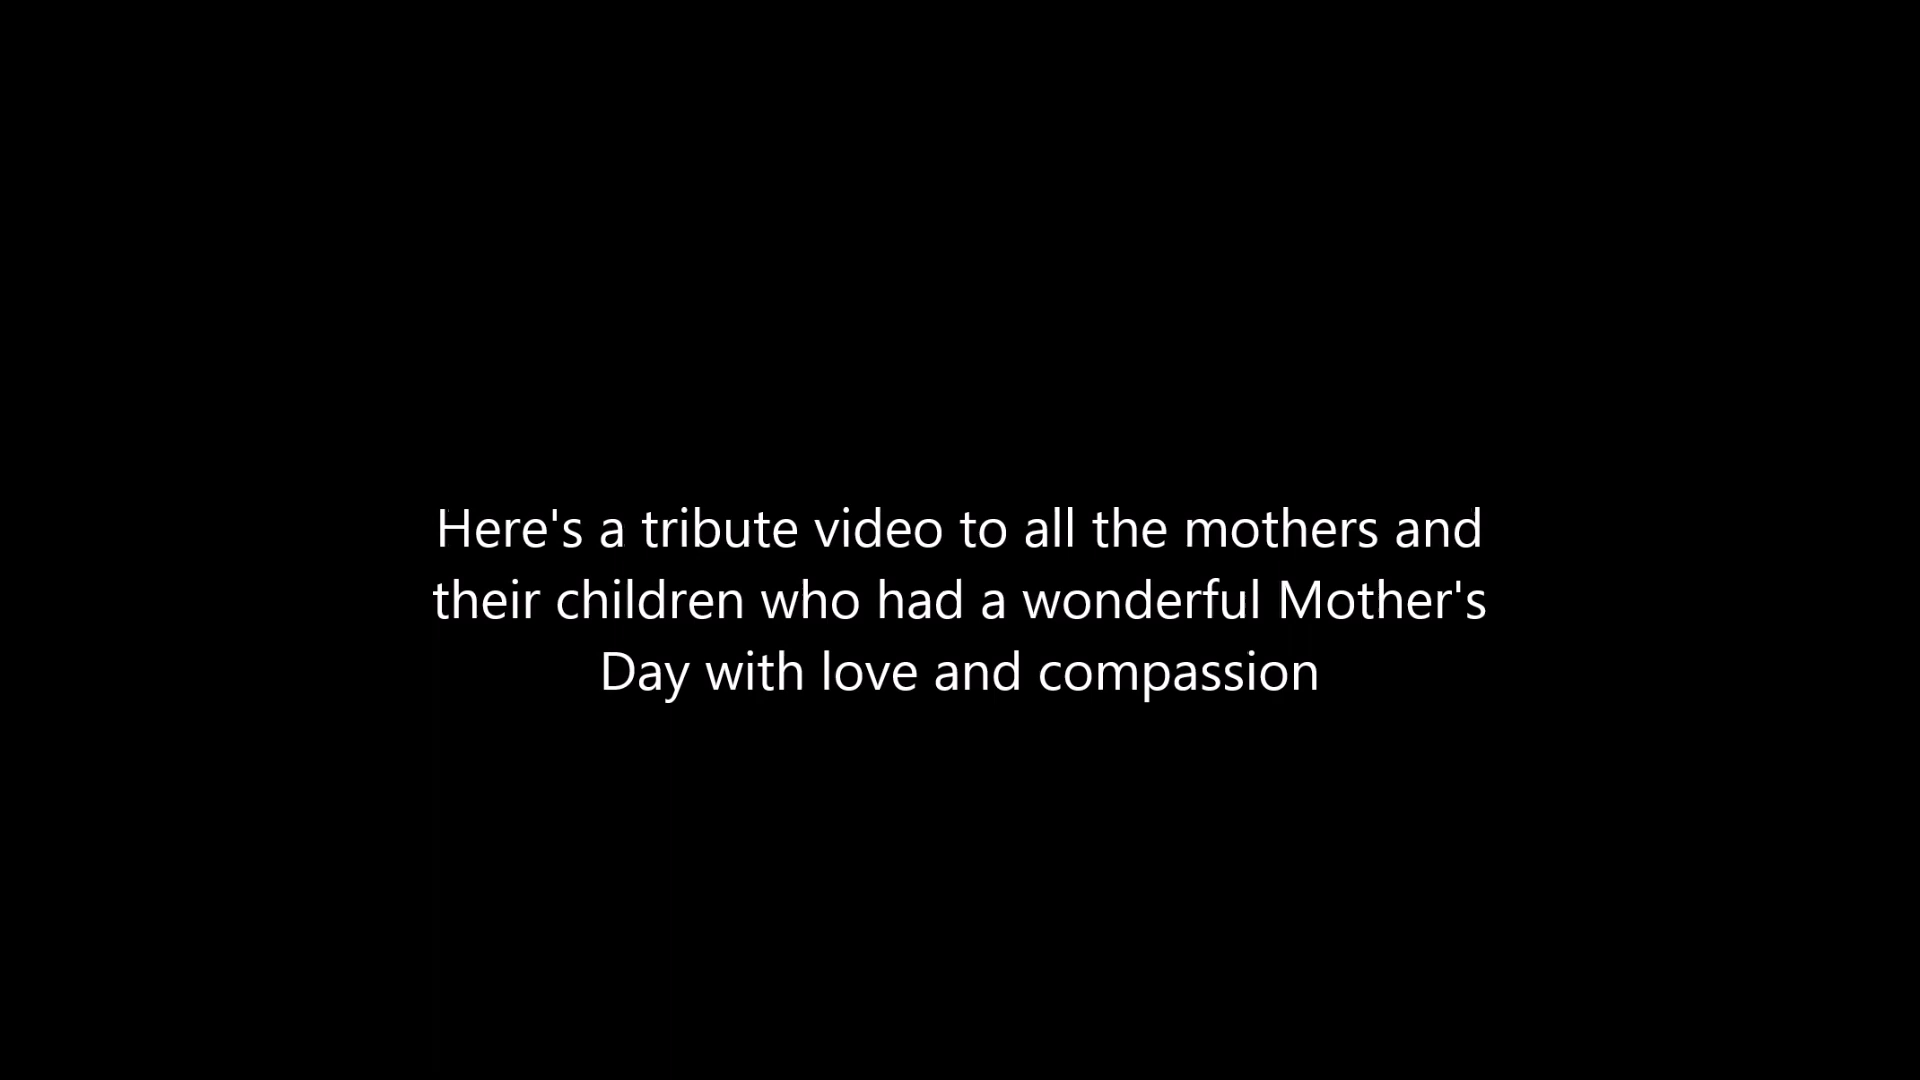 Here's a tribute video to all the mothers and
their children who had a wonderful Mother's
Day with love and compassion